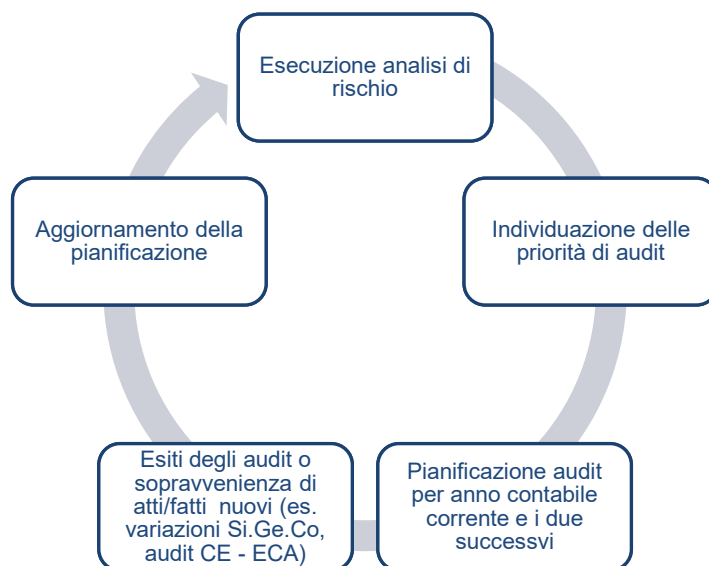 Esecuzione analisi di
rischio
Individuazione delle
priorità di audit
Pianificazione audit
per anno contabile
corrente e i due
successvi
Esiti degli audit o
sopravvenienza di
atti/fatti nuovi (es.
variazioni Si.Ge.Co,
audit CE - ECA)
Aggiornamento della
pianificazione